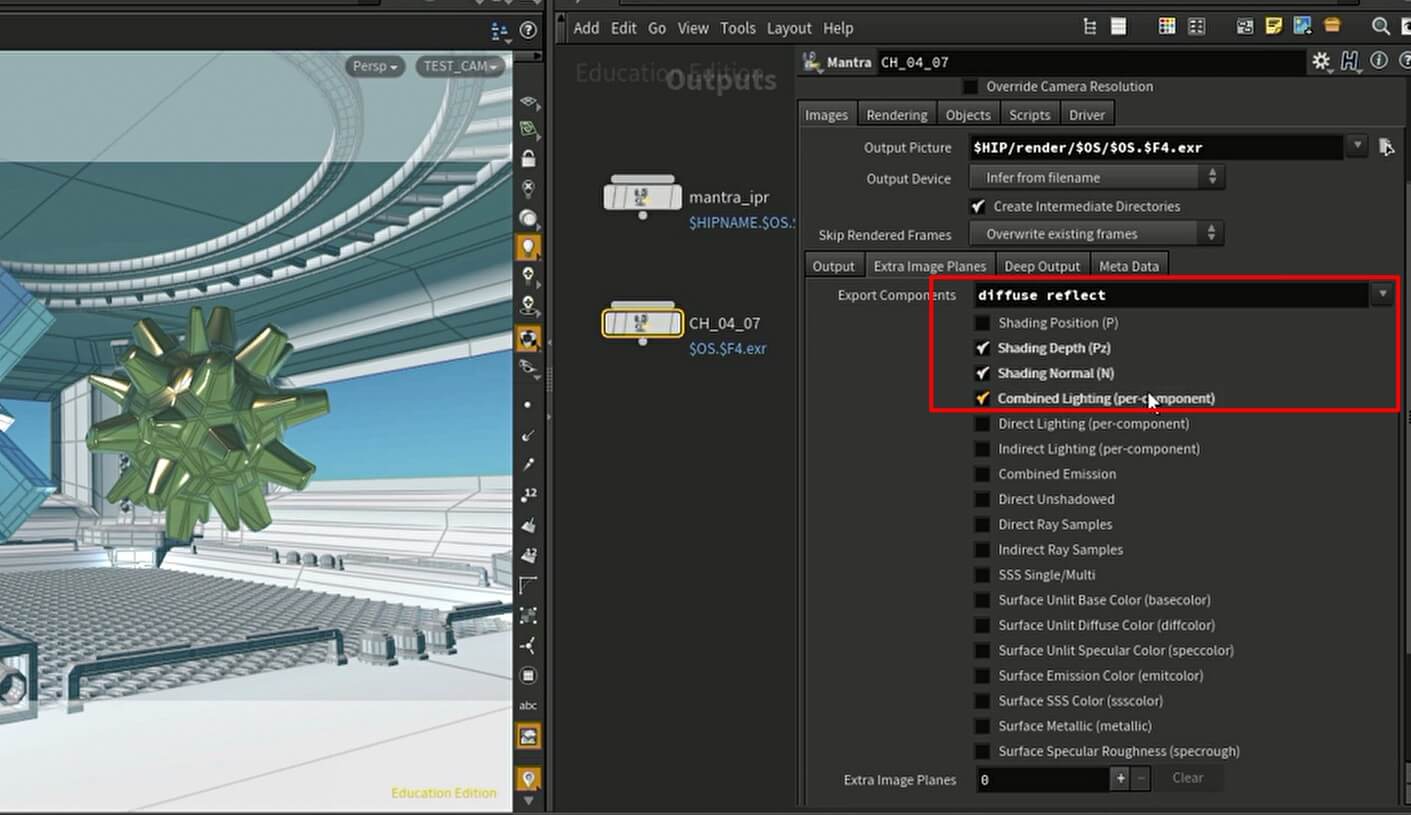 Add Edit Go View Tools Layout Help
Persp TEST_CAM
Education Edition
Outputs
Mantra CH_04_07
Override Camera Resolution
Images Rendering Objects Scripts Driver
Output Picture $HIP/render/$OS/$OS.$F4.exr
Output Device Infer from filename
Create Intermediate Directories
Skip Rendered Frames Overwrite existing frames
mantra_ipr
$HIPNAME.$OS.
Output Extra Image Planes Deep Output Meta Data
Export Components diffuse reflect
Shading Position (P)
CH_04_07
$OS.$F4.exr
Shading Depth (Pz)
Shading Normal (N)
Combined Lighting (per-component)
Direct Lighting (per-component)
Indirect Lighting (per-component)
Combined Emission
Direct Unshadowed
Direct Ray Samples
Indirect Ray Samples
SSS Single/Multi
Surface Unlit Base Color (basecolor)
Surface Unlit Diffuse Color (diffcolor)
Surface Unlit Specular Color (speccolor)
Surface Emission Color (emitcolor)
Surface SSS Color (ssscolor)
Surface Metallic (metallic)
Surface Specular Roughness (specrough)
Extra Image Planes 0 + - Clear
12
12
abc
Education Edition